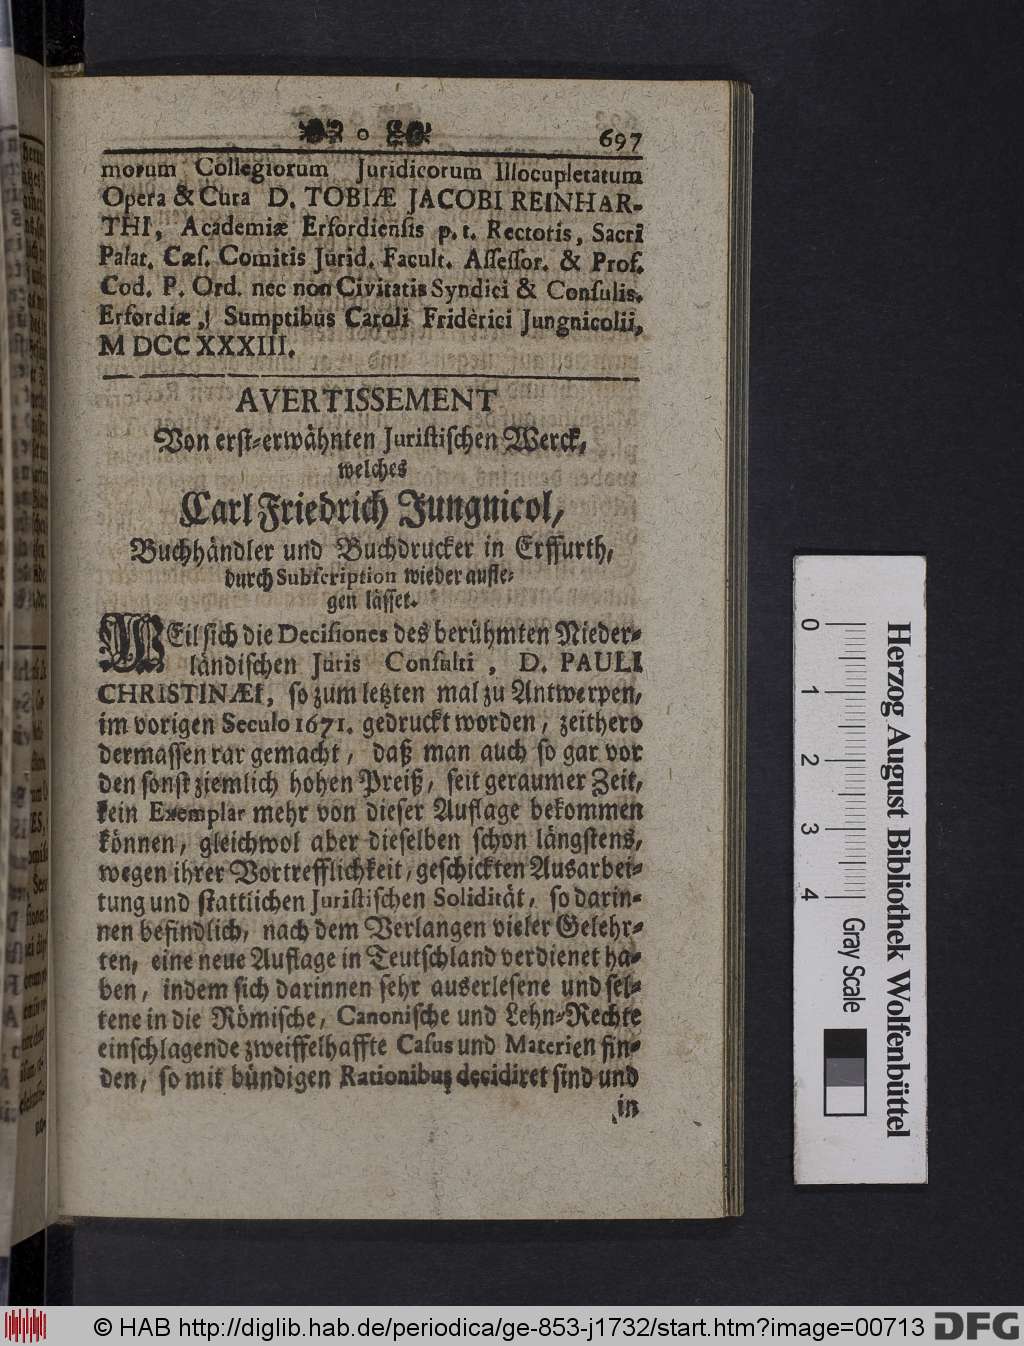 697
morum Collegiorum Juridicorum Illocupletatum
Opera & Cura D. TOBIÆ JACOBI REINHAR-
THI, Academiæ Erfordiensis p. t. Rectoris, Sacri
Palat. Cæs. Comitis Jurid. Facult. Assessor. & Prof.
Cod. P. Ord. nec non Civitatis Syndici & Consulis.
Erfordiæ, Sumptibus Caroli Friderici Jungnicolii,
M DCC XXXIII.
AVERTISSEMENT
Von erst-erwähnten Juristischen Werck,
welches
Carl Friedrich Jungnicol,
Buchhändler und Buchdrucker in Erffurth,
durch Subscription wieder aufle-
gen lässet.
WEil sich die Decisiones des berühmten Nieder-
ländischen Juris Consulti, D. PAULI
CHRISTINÆI, so zum letzten mal zu Antwerpen,
im vorigen Seculo 1671. gedruckt worden, zeithero
dermassen rar gemacht, daß man auch so gar vor
den sonst ziemlich hohen Preiß, seit geraumer Zeit,
kein Exemplar mehr von dieser Auflage bekommen
können, gleichwol aber dieselben schon längstens,
wegen ihrer Vortrefflichkeit, geschickten Ausarbei-
tung und stattlichen Juristischen Solidität, so darin-
nen befindlich, nach dem Verlangen vieler Gelehr-
ten, eine neue Auflage in Teutschland verdienet ha-
ben, indem sich darinnen sehr auserlesene und sel-
tene in die Römische, Canonische und Lehn-Rechte
einschlagende zweiffelhaffte Casus und Materien fin-
den, so mit bündigen Rationibus decidiret sind und
in
0 1 2 3 4
Gray Scale
Herzog August Bibliothek Wolfenbüttel
© HAB http://diglib.hab.de/periodica/ge-853-j1732/start.htm?image=00713
DFG